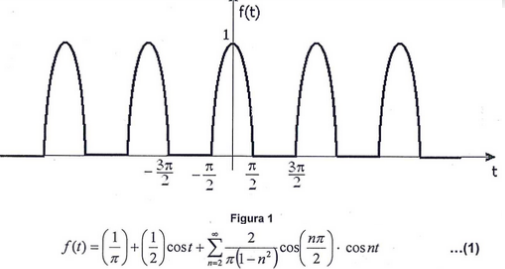 f(t)
1
-3π/2 -π/2 π/2 3π/2
t
Figura 1
f(t) = (1/π) + (1/2) cos t + ∑_{n=2}^{∞} 2/(π(1-n²)) cos(nπ/2) · cos nt ...(1)